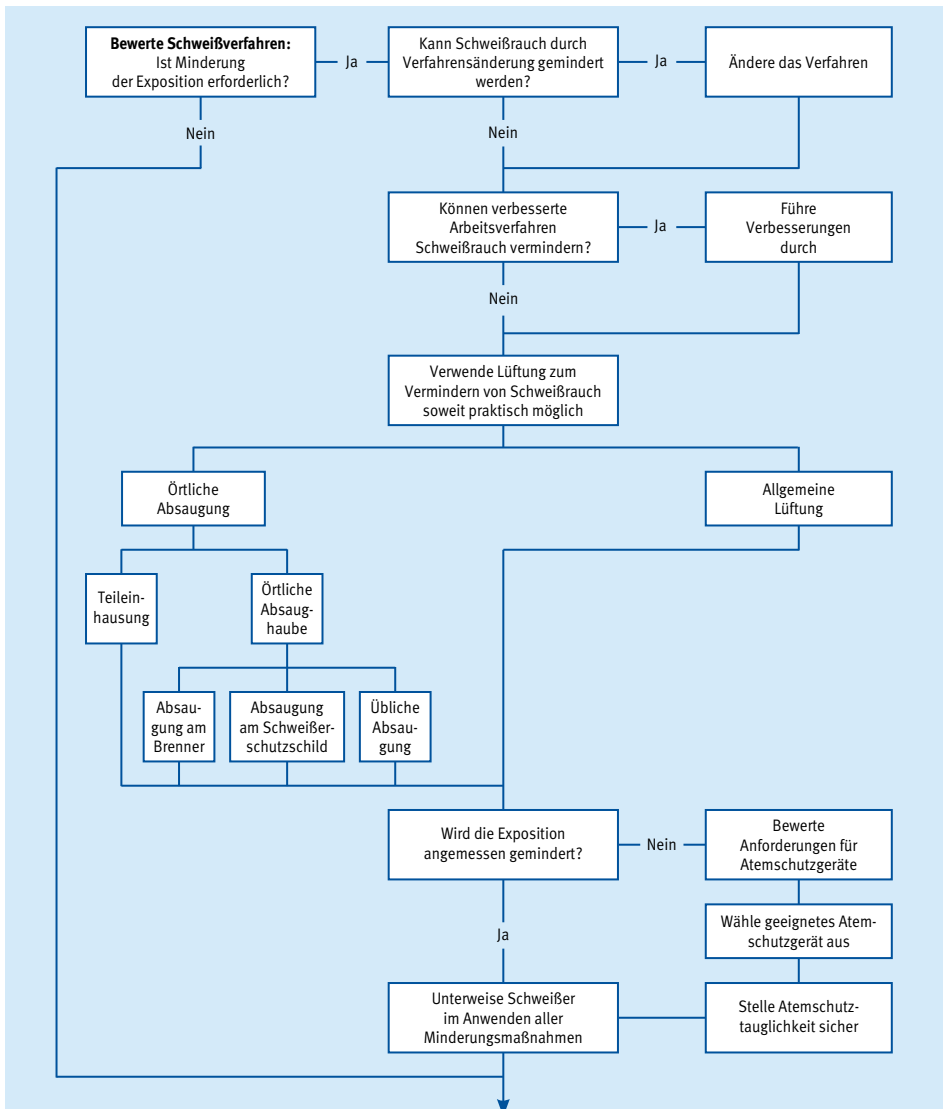 Bewerte Schweißverfahren:
Ist Minderung
der Exposition erforderlich?
Ja
Kann Schweißrauch durch
Verfahrensänderung gemindert
werden?
Ja
Ändere das Verfahren
Nein
Nein
Können verbesserte
Arbeitsverfahren
Schweißrauch vermindern?
Ja
Führe
Verbesserungen
durch
Nein
Verwende Lüftung zum
Vermindern von Schweißrauch
soweit praktisch möglich
Örtliche
Absaugung
Allgemeine
Lüftung
Teilein-
hausung
Örtliche
Absaug-
haube
Absau-
gung am
Brenner
Absaugung
am Schweißer-
schutzschild
Übliche
Absau-
gung
Wird die Exposition
angemessen gemindert?
Nein
Bewerte
Anforderungen für
Atemschutzgeräte
Wähle geeignetes Atem-
schutzgerät aus
Ja
Unterweise Schweißer
im Anwenden aller
Minderungsmaßnahmen
Stelle Atemschutz-
tauglichkeit sicher